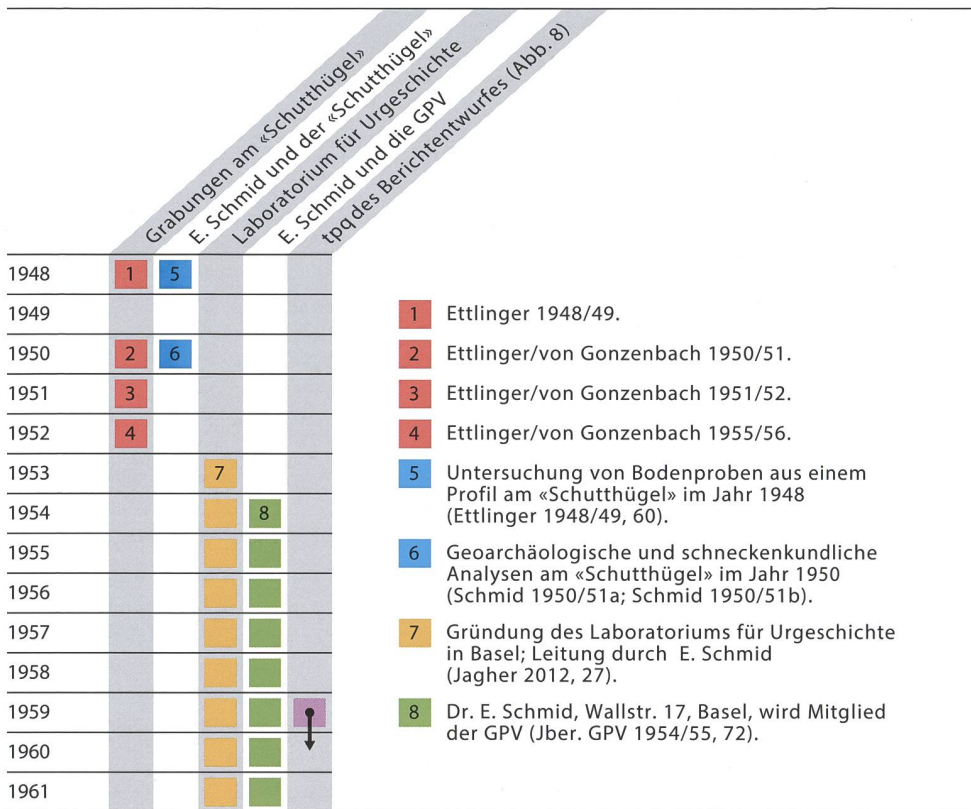 Grabungen am «Schutthügel»
E. Schmid und der «Schutthügel»
Laboratorium für Urgeschichte
E. Schmid und die GPV
tpq des Berichtentwurfes (Abb. 8)
1948 1 5
1949
1950 2 6
1951 3
1952 4
1953 7
1954 8
1955
1956
1957
1958
1959
1960
1961
1 Ettlinger 1948/49.
2 Ettlinger/von Gonzenbach 1950/51.
3 Ettlinger/von Gonzenbach 1951/52.
4 Ettlinger/von Gonzenbach 1955/56.
5 Untersuchung von Bodenproben aus einem
Profil am «Schutthügel» im Jahr 1948
(Ettlinger 1948/49, 60).
6 Geoarchäologische und schneckenkundliche
Analysen am «Schutthügel» im Jahr 1950
(Schmid 1950/51a; Schmid 1950/51b).
7 Gründung des Laboratoriums für Urgeschichte
in Basel; Leitung durch E. Schmid
(Jagher 2012, 27).
8 Dr. E. Schmid, Wallstr. 17, Basel, wird Mitglied
der GPV (Jber. GPV 1954/55, 72).